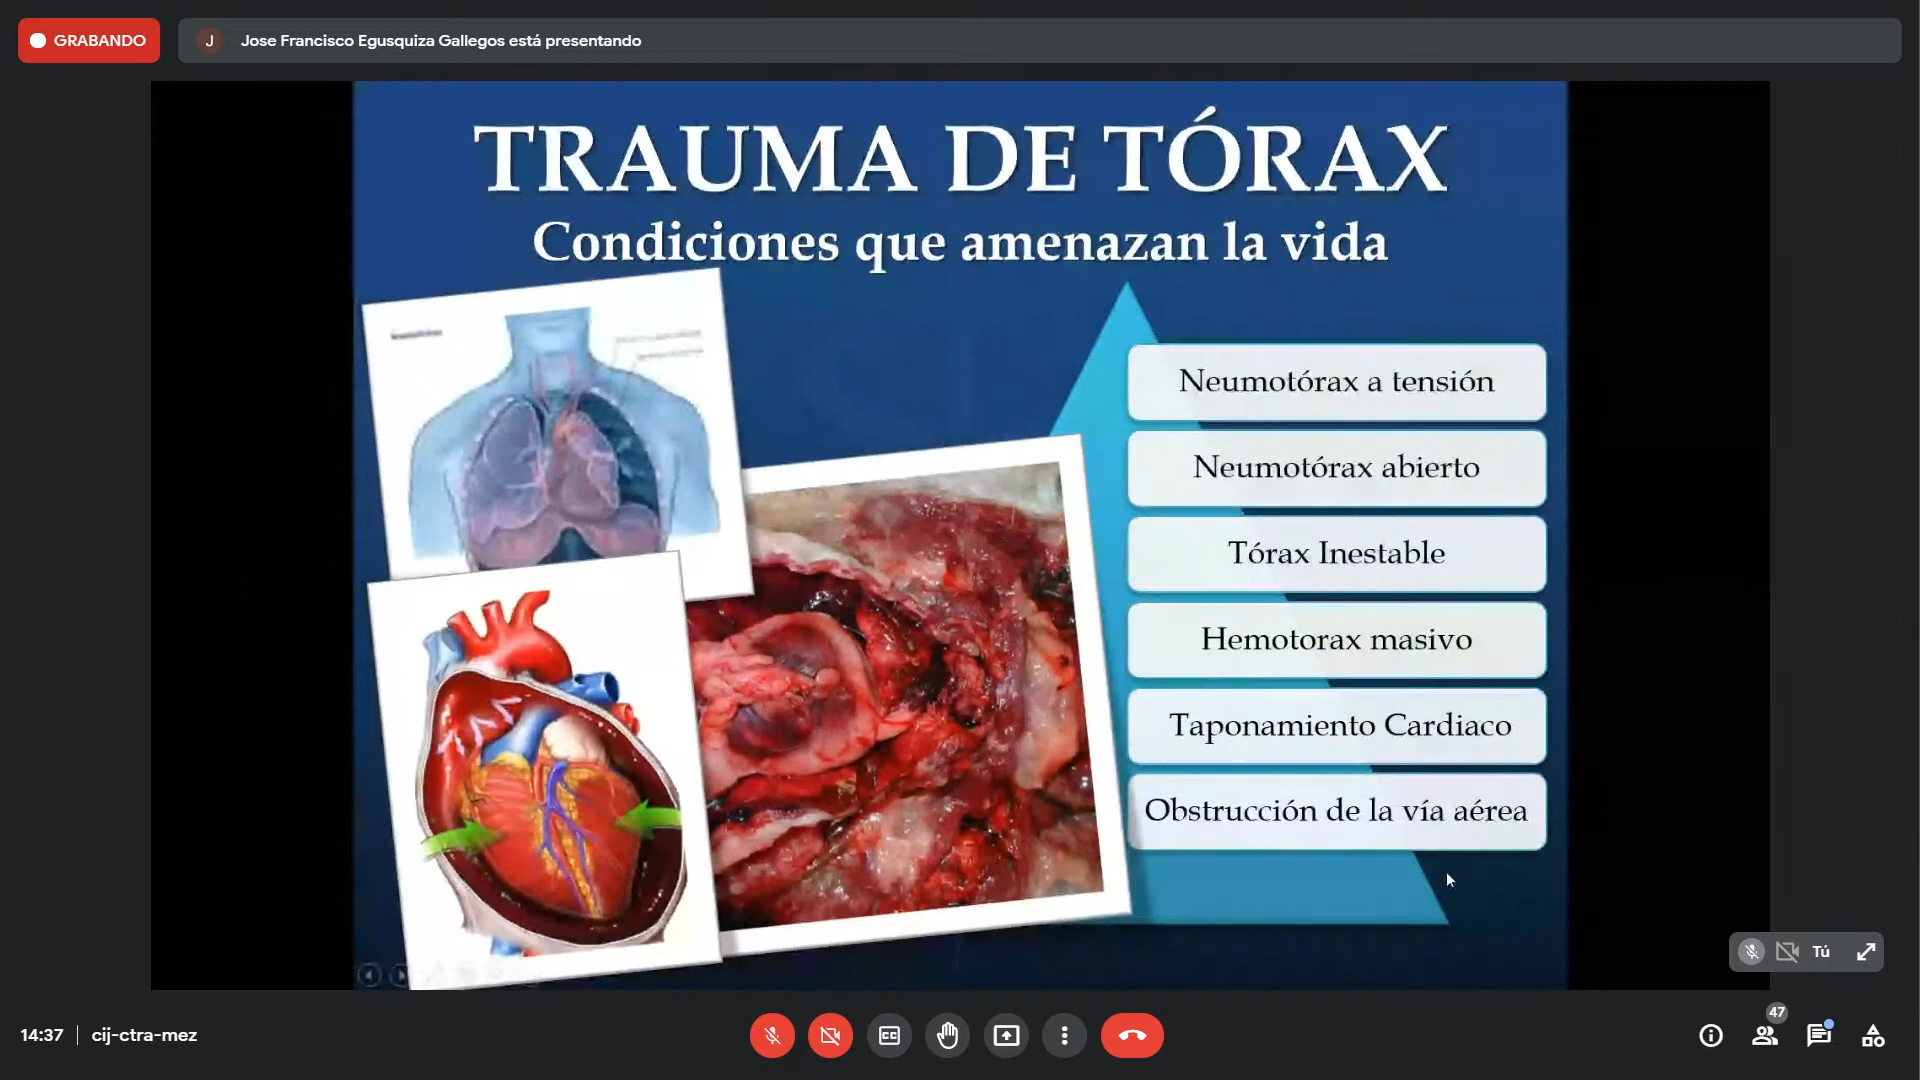 GRABANDO
J
Jose Francisco Egusquiza Gallegos está presentando
TRAUMA DE TÓRAX
Condiciones que amenazan la vida
Neumotórax a tensión
Neumotórax abierto
Tórax Inestable
Hemotorax masivo
Taponamiento Cardiaco
Obstrucción de la vía aérea
Tú
14:37
cij-ctra-mez
CC
47